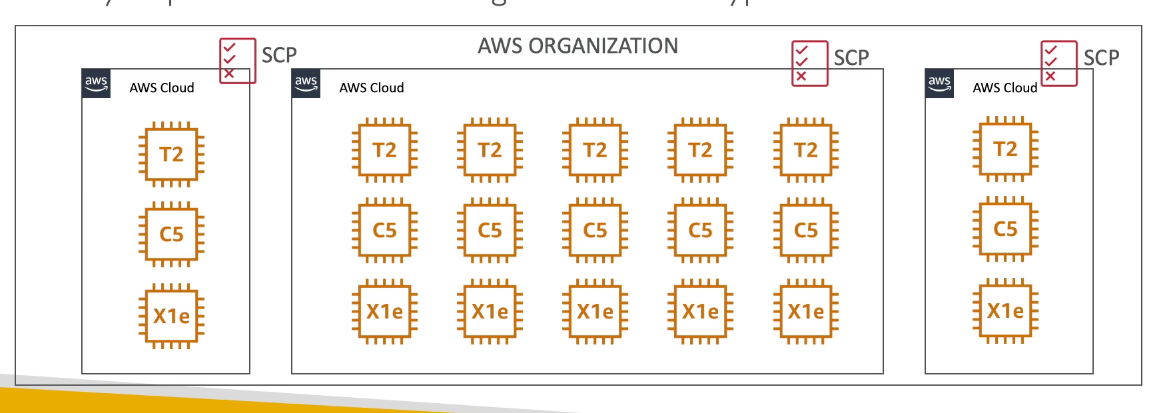 AWS ORGANIZATION
SCP
SCP
SCP
aws
AWS Cloud
aws
AWS Cloud
aws
AWS Cloud
T2
T2 T2 T2 T2 T2
T2
C5
C5 C5 C5 C5 C5
C5
X1e
X1e X1e X1e X1e X1e
X1e